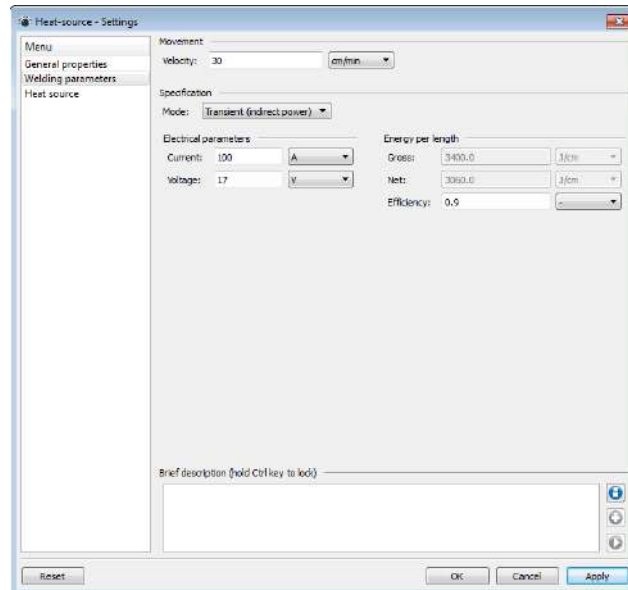 Heat-source - Settings
Menu
General properties
Welding parameters
Heat source
Movement
Velocity: 30 cm/min
Specification
Mode: Transient (indirect power)
Electrical parameters
Current: 100 A
Voltage: 17 V
Energy per length
Gross: 3400.0 J/cm
Net: 3060.0 J/cm
Efficiency: 0.9 -
Brief description (hold Ctrl key to lock)
Reset OK Cancel Apply